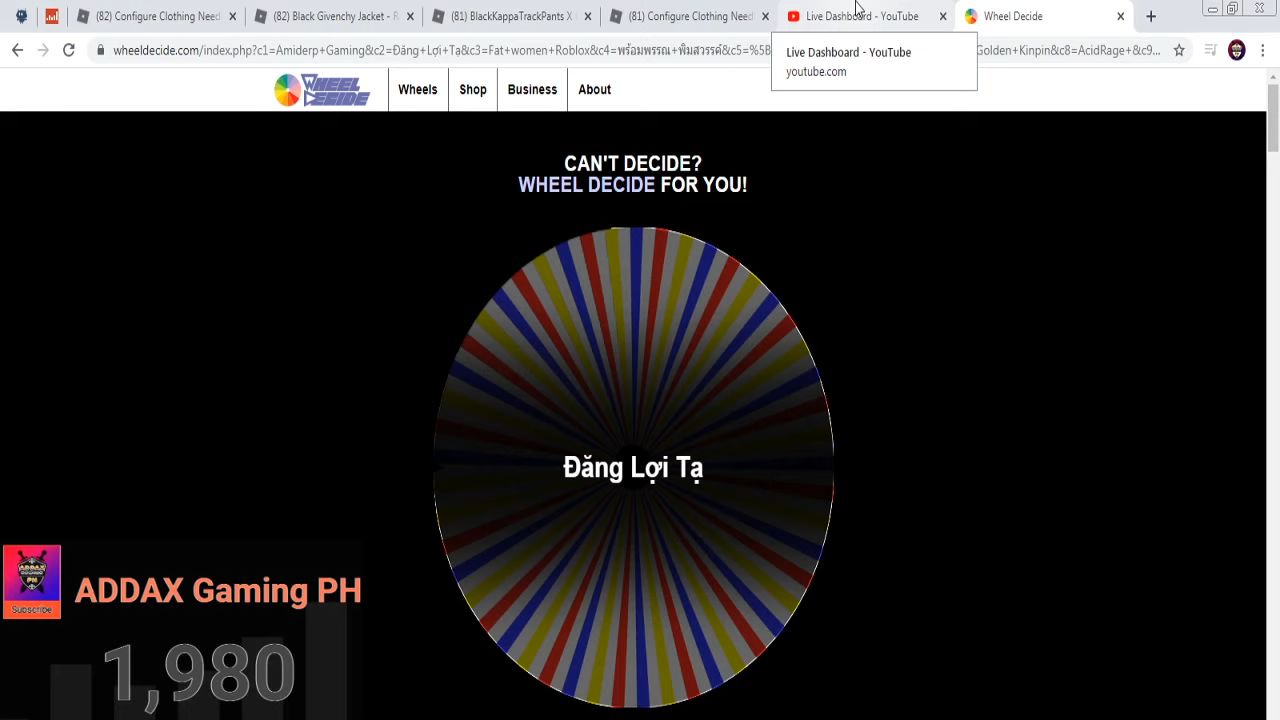 (82) Configure Clothing Need
(82) Black Givenchy Jacket - R
(81) BlackKappaTrackPants X
(81) Configure Clothing Need
Live Dashboard - YouTube
Wheel Decide
wheeldecide.com/index.php?c1=Amiderp+Gaming&c2=Đăng+Lợi+Tạ&c3=Fat+women+Roblox&c4=พร้อมพรรณ+พิมสวรรค์&c5=%5B
Golden+Kinpin&c8=AcidRage+&c9...
Live Dashboard - YouTube
youtube.com
WHEEL DECIDE
Wheels
Shop
Business
About
CAN'T DECIDE?
WHEEL DECIDE FOR YOU!
Đăng Lợi Tạ
ADDAX Gaming PH
Subscribe
1,980